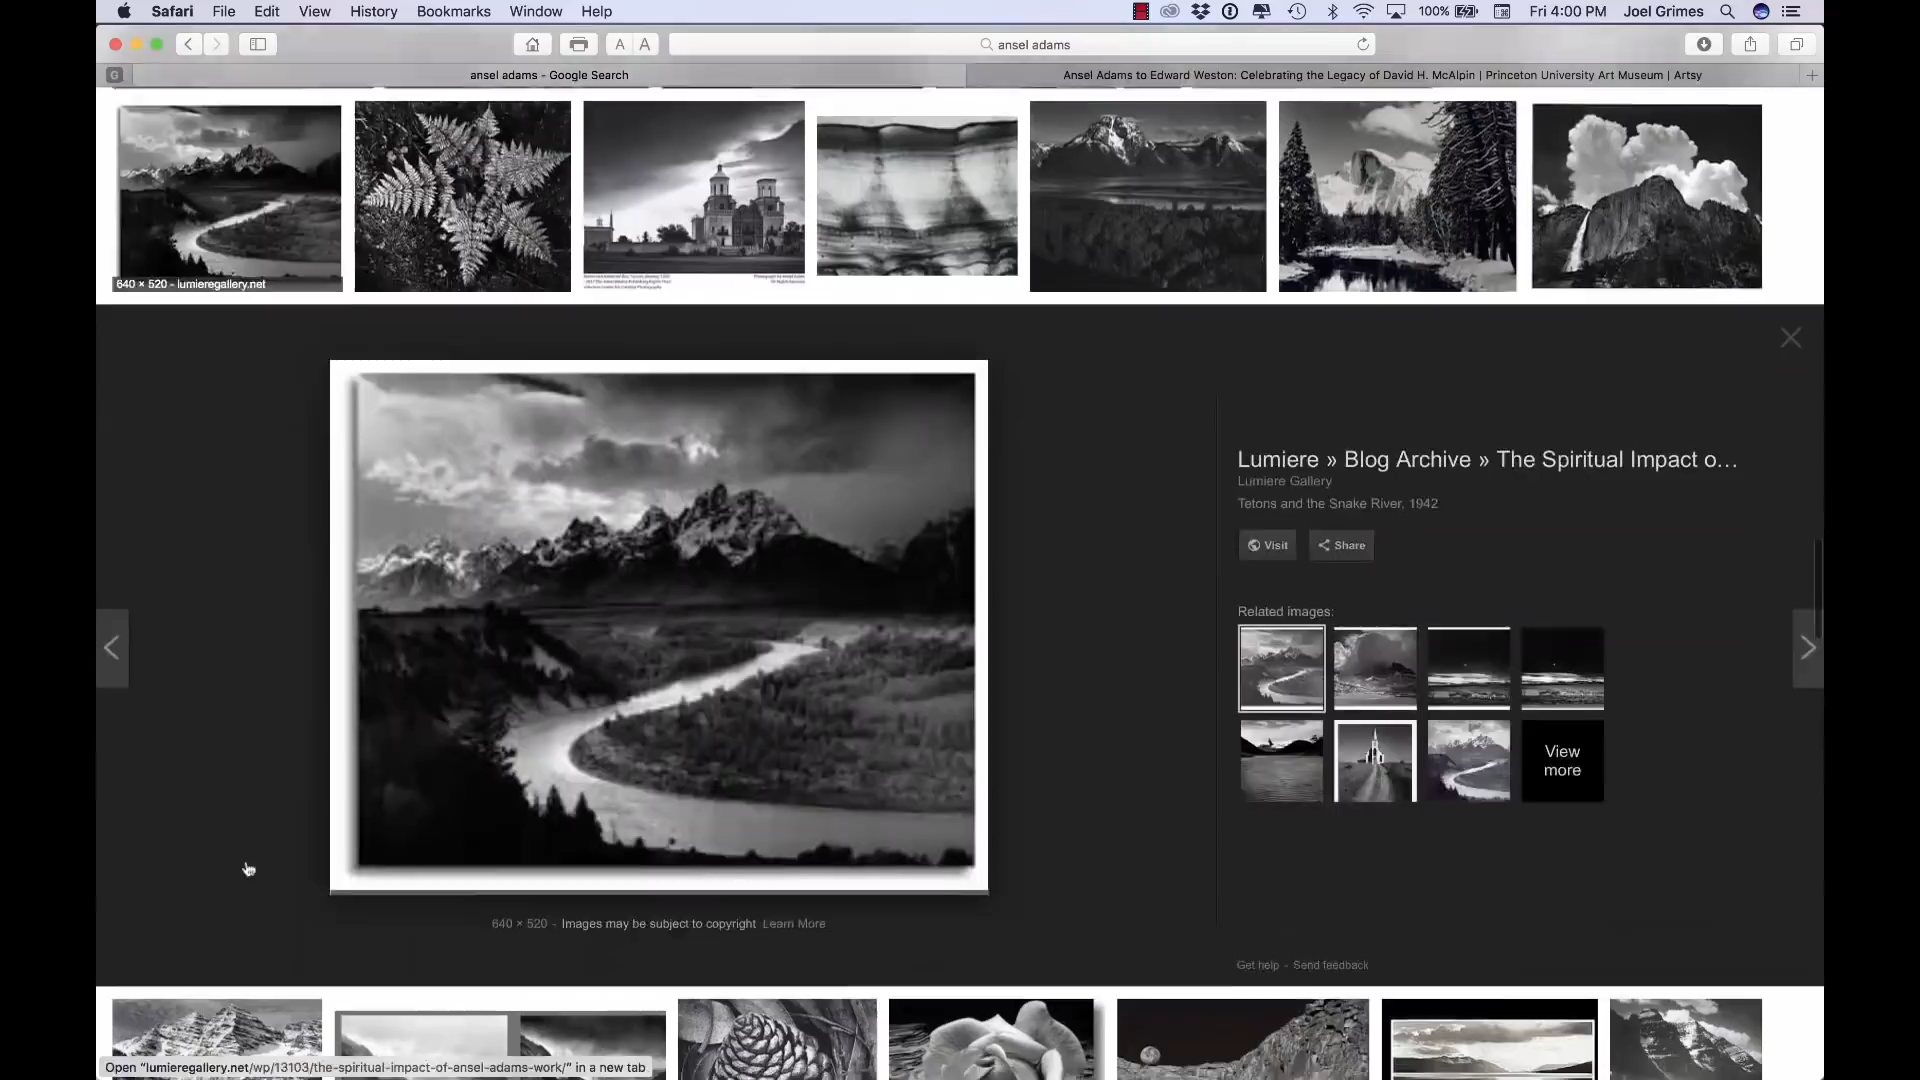 Safari File Edit View History Bookmarks Window Help 100% Fri 4:00 PM Joel Grimes
A A ansel adams
G ansel adams - Google Search Ansel Adams to Edward Weston: Celebrating the Legacy of David H. McAlpin | Princeton University Art Museum | Artsy
640 × 520 - lumieregallery.net
Lumiere » Blog Archive » The Spiritual Impact o...
Lumiere Gallery
Tetons and the Snake River, 1942
Visit Share
Related images:
View
more
640 × 520 - Images may be subject to copyright Learn More
Get help - Send feedback
Open "lumieregallery.net/wp/13103/the-spiritual-impact-of-ansel-adams-work/" in a new tab